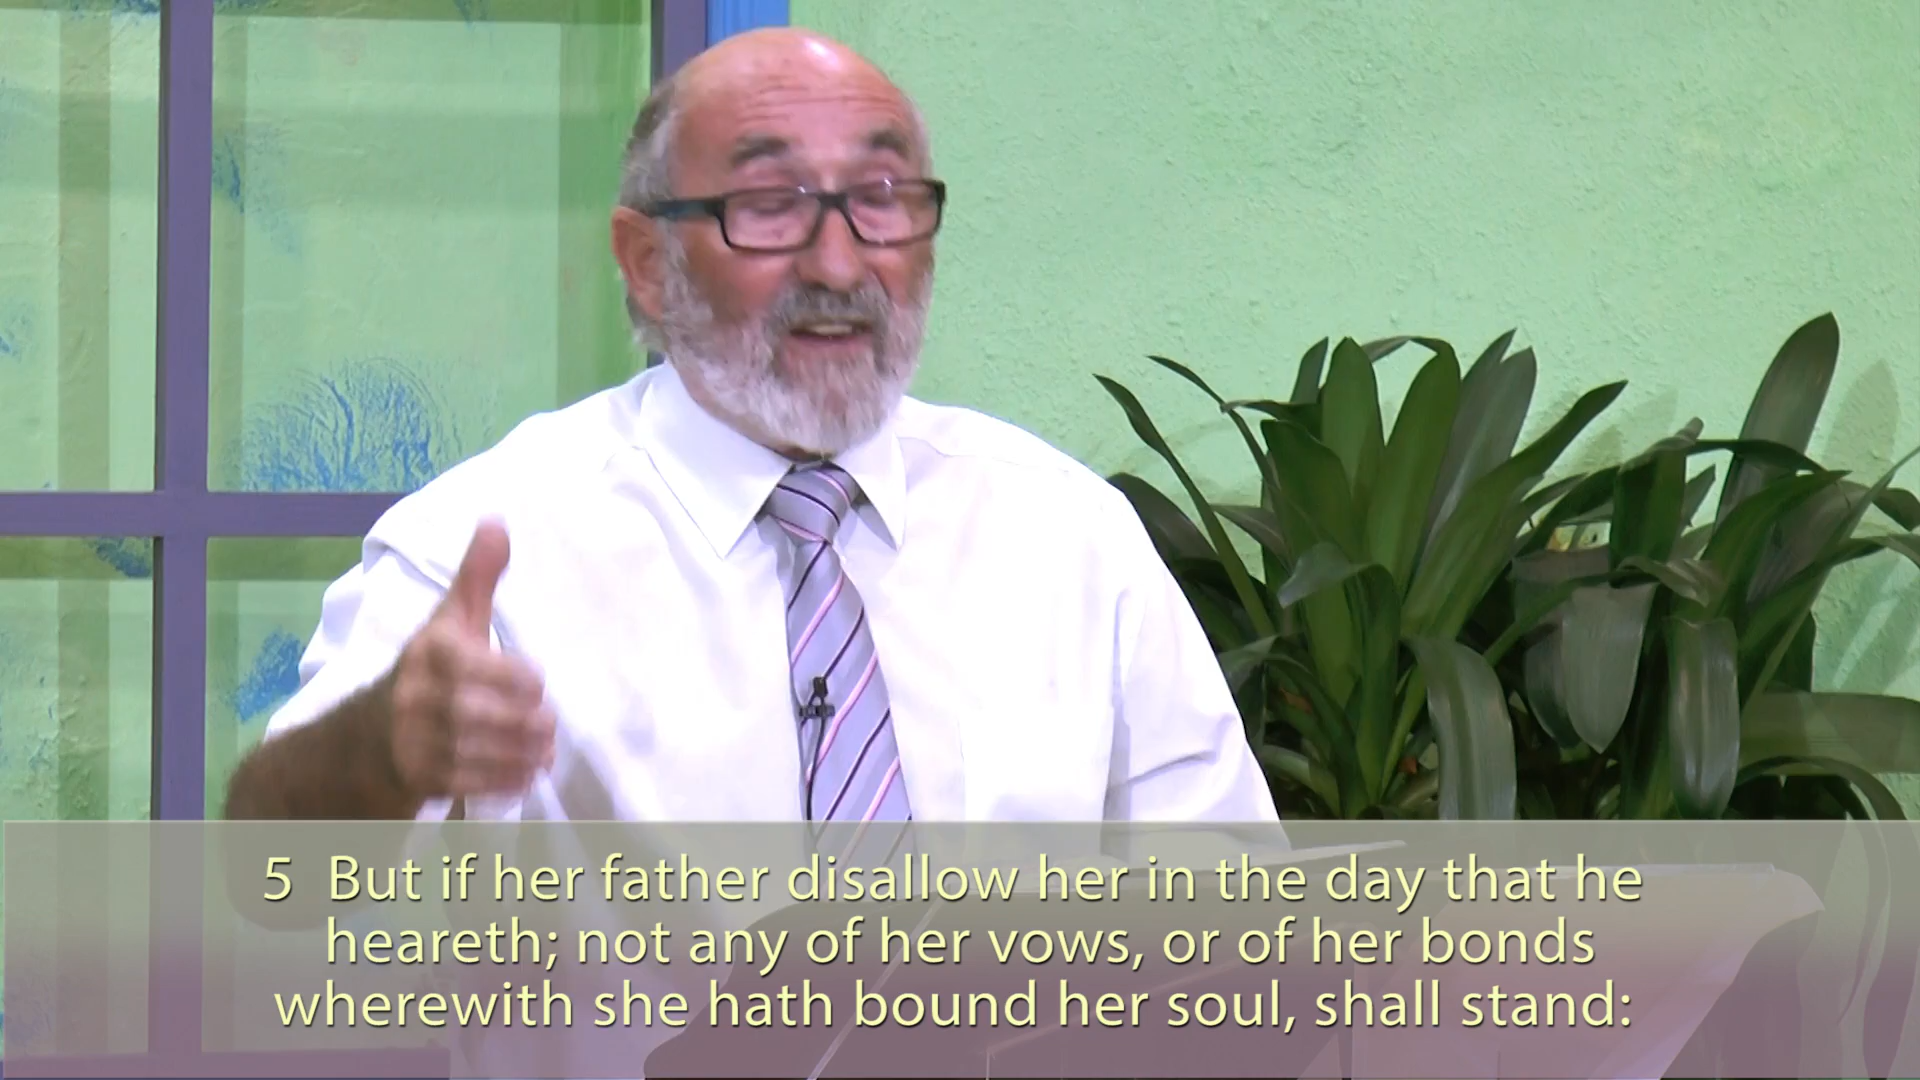 5 But if her father disallow her in the day that he
heareth; not any of her vows, or of her bonds
wherewith she hath bound her soul, shall stand: